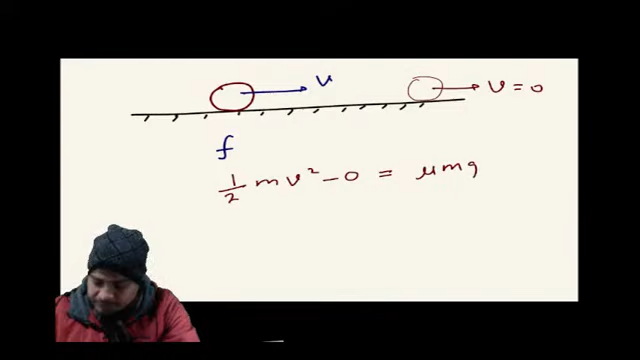 v
v = 0
f
1/2 mv² − 0 = μmg